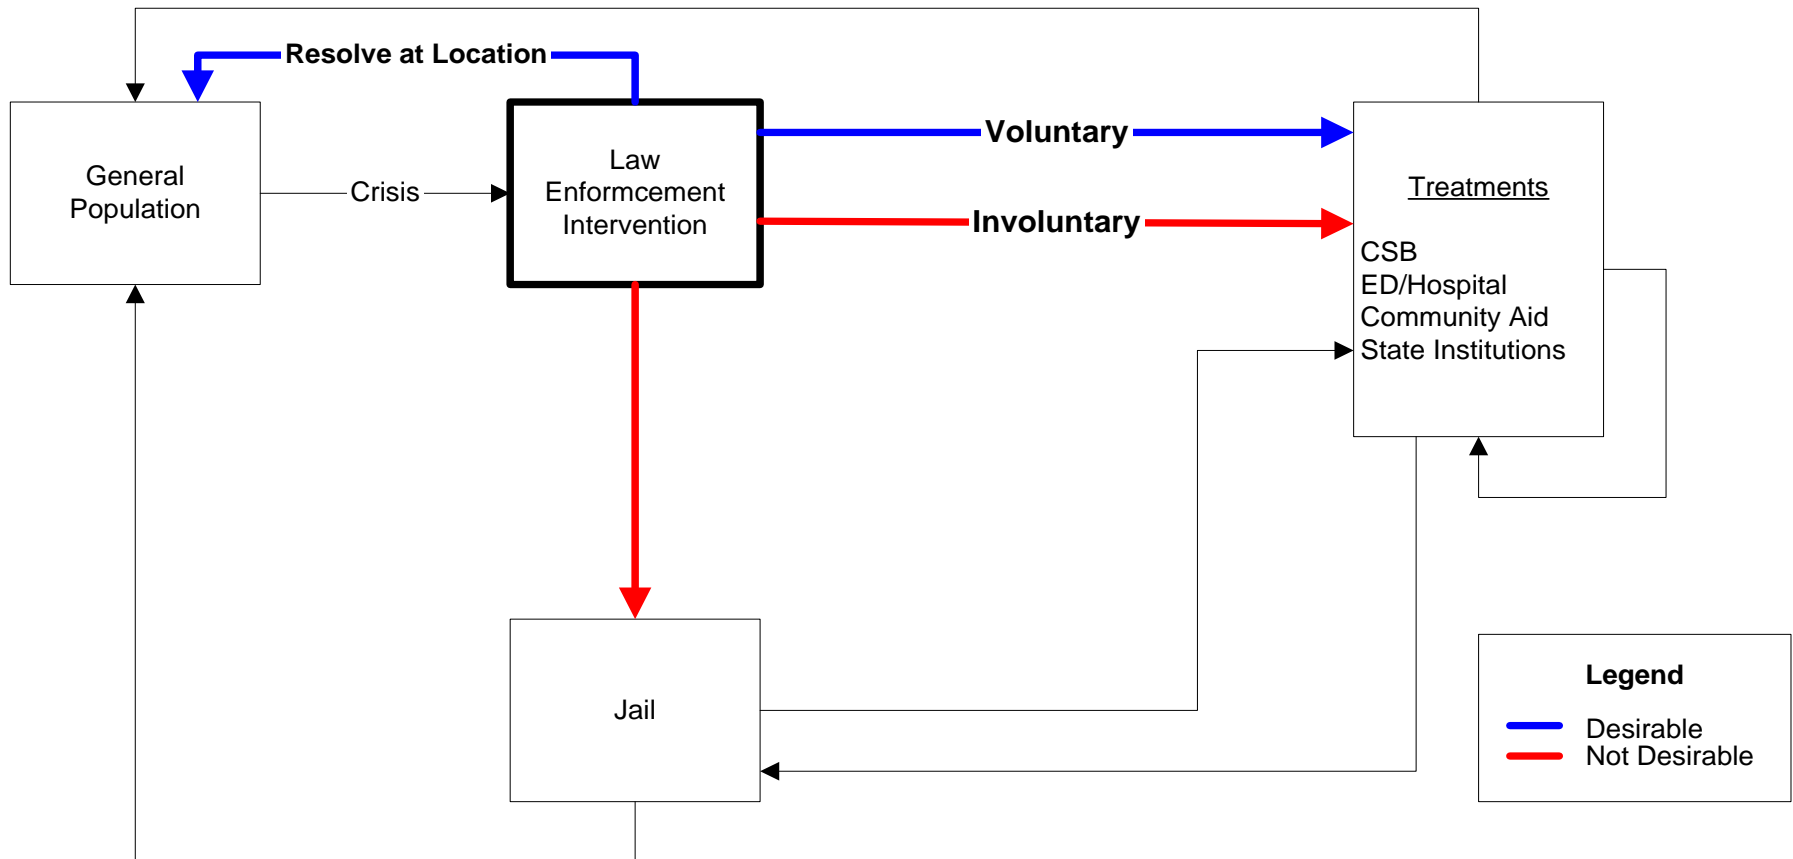 Resolve at Location
General
Population
Crisis
Law
Enformcement
Intervention
Voluntary
Involuntary
Treatments
CSB
ED/Hospital
Community Aid
State Institutions
Jail
Legend
Desirable
Not Desirable